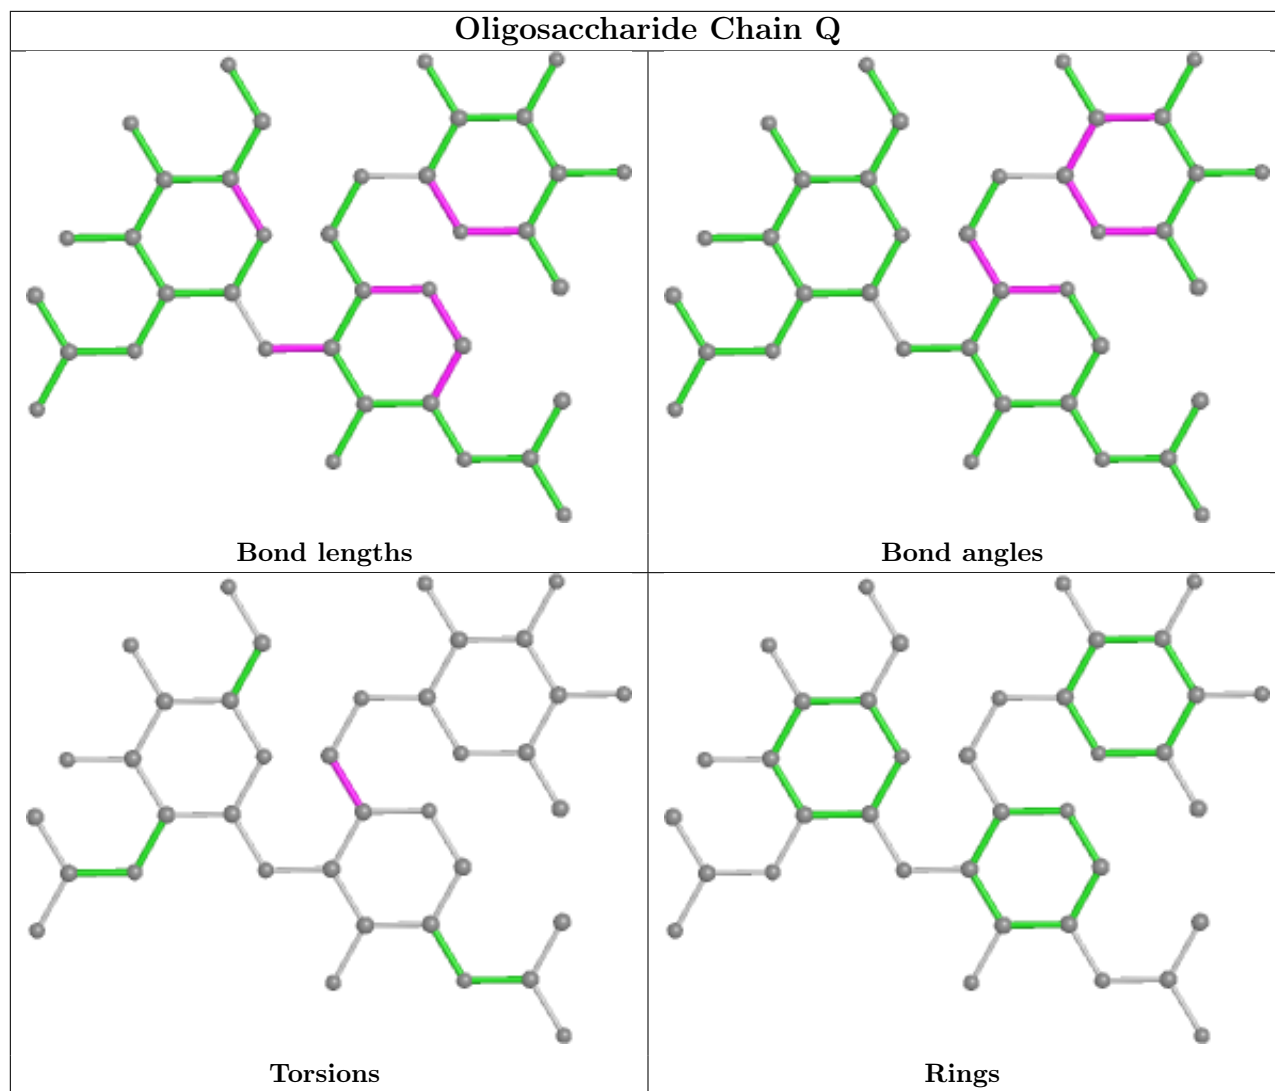 Oligosaccharide Chain Q
Bond lengths
Bond angles
Torsions
Rings